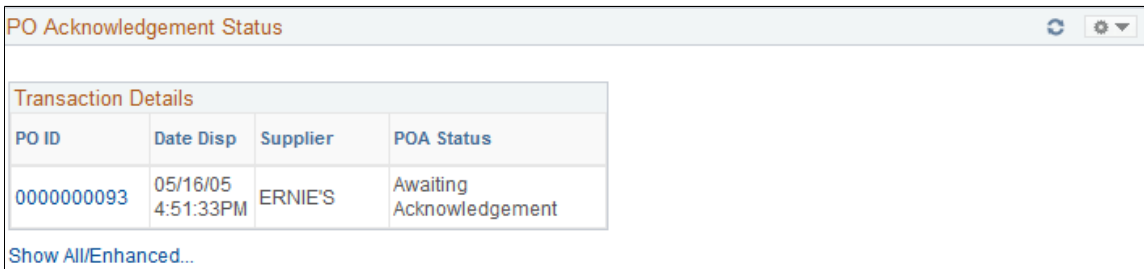 PO Acknowledgement Status
Transaction Details
PO ID Date Disp Supplier POA Status
0000000093 05/16/05 4:51:33PM ERNIE'S Awaiting Acknowledgement
Show All/Enhanced...